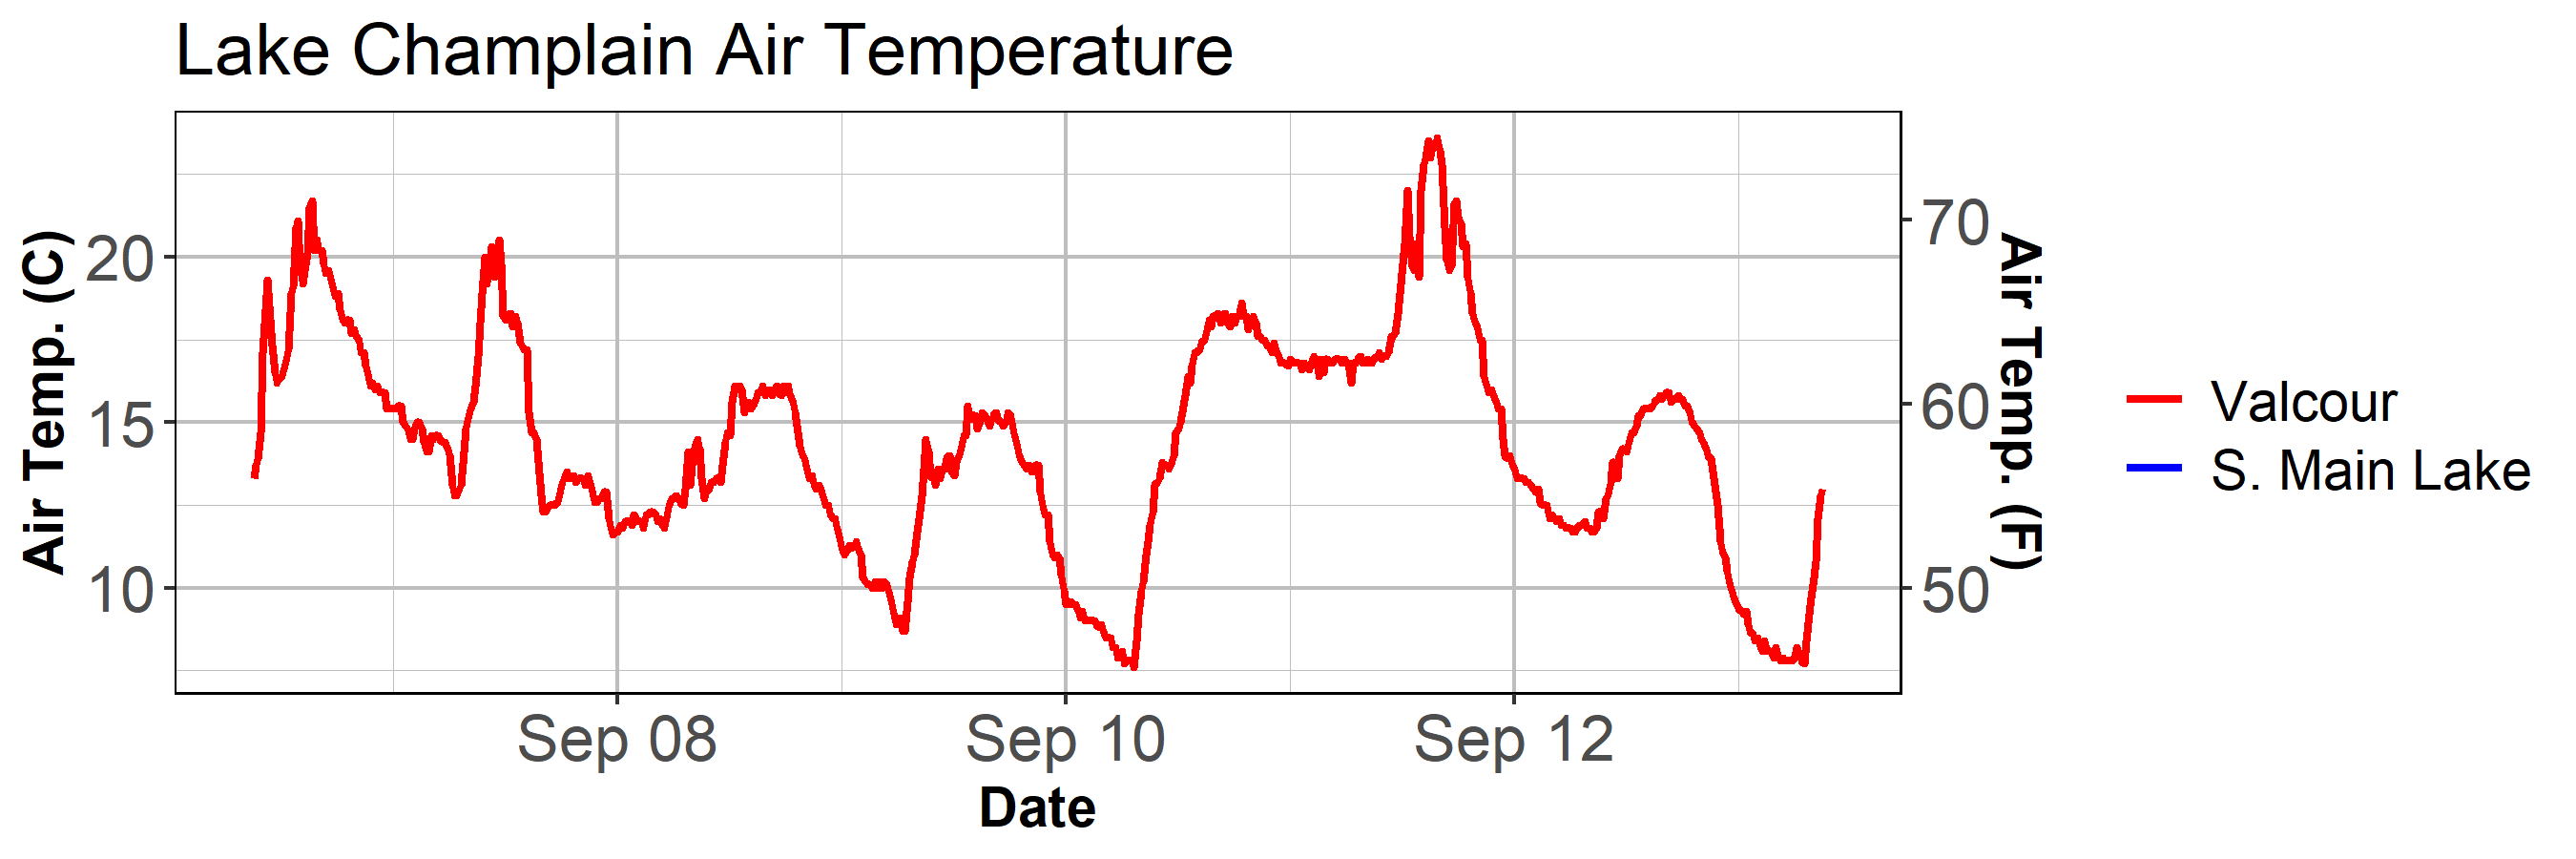 Lake Champlain Air Temperature
Air Temp. (C)
20
15
10
70
60
50
Air Temp. (F)
Sep 08
Sep 10
Sep 12
Date
Valcour
S. Main Lake